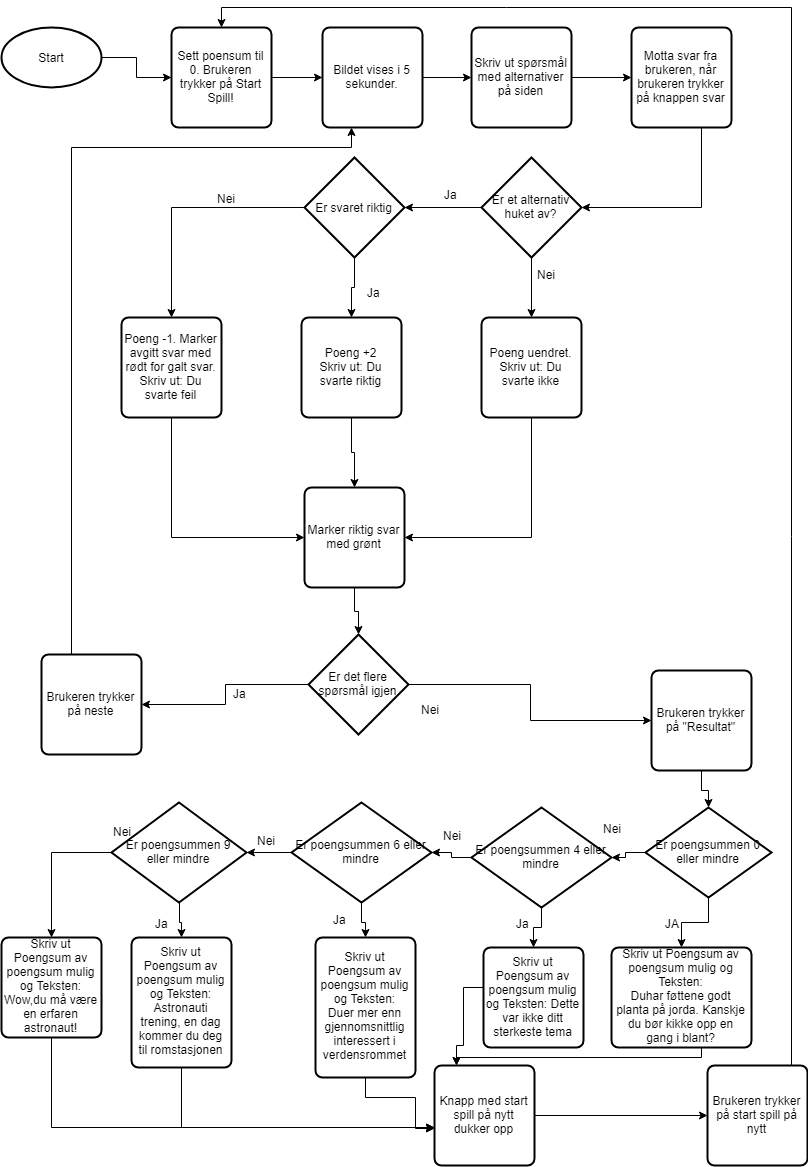 Start
Sett poensum til
0. Brukeren
trykker på Start
Spill!
Bildet vises i 5
sekunder.
Skriv ut spørsmål
med alternativer
på siden
Motta svar fra
brukeren, når
brukeren trykker
på knappen svar
Nei
Er svaret riktig
Ja
Er et alternativ
huket av?
Ja
Nei
Poeng -1. Marker
avgitt svar med
rødt for galt svar.
Skriv ut: Du
svarte feil
Poeng +2
Skriv ut: Du
svarte riktig
Poeng uendret.
Skriv ut: Du
svarte ikke
Marker riktig svar
med grønt
Brukeren trykker
på neste
Ja
Er det flere
spørsmål igjen
Nei
Brukeren trykker
på "Resultat"
Nei
Er poengsummen 9
eller mindre
Nei
Er poengsummen 6 eller
mindre
Nei
Er poengsummen 4 eller
mindre
Nei
Er poengsummen 0
eller mindre
Ja
Ja
Ja
JA
Skriv ut
Poengsum av
poengsum mulig
og Teksten:
Wow,du må være
en erfaren
astronaut!
Skriv ut
Poengsum av
poengsum mulig
og Teksten:
Astronauti
trening, en dag
kommer du deg
til romstasjonen
Skriv ut
Poengsum av
poengsum mulig
og Teksten:
Duer mer enn
gjennomsnittlig
interessert i
verdensrommet
Skriv ut
Poengsum av
poengsum mulig
og Teksten: Dette
var ikke ditt
sterkeste tema
Skriv ut Poengsum av
poengsum mulig og
Teksten:
Duhar føttene godt
planta på jorda. Kanskje
du bør kikke opp en
gang i blant?
Knapp med start
spill på nytt
dukker opp
Brukeren trykker
på start spill på
nytt